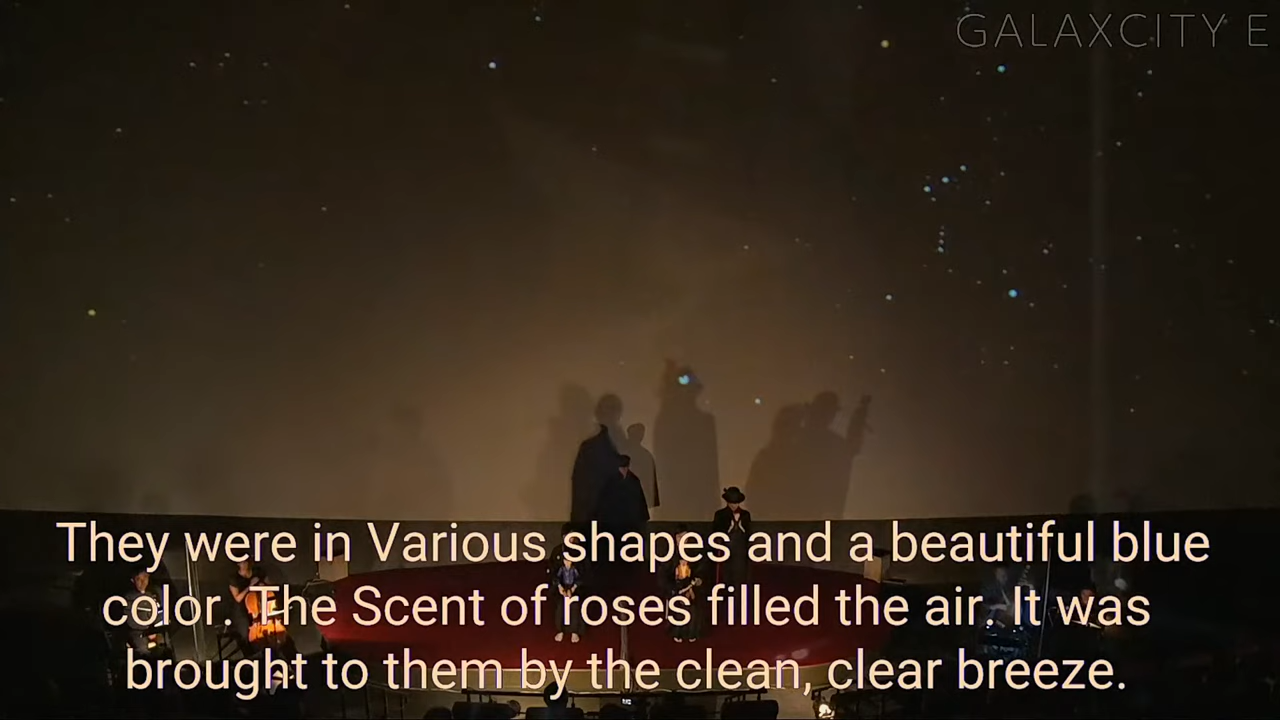 GALAXCITY E
They were in Various shapes and a beautiful blue
color. The Scent of roses filled the air. It was
brought to them by the clean, clear breeze.